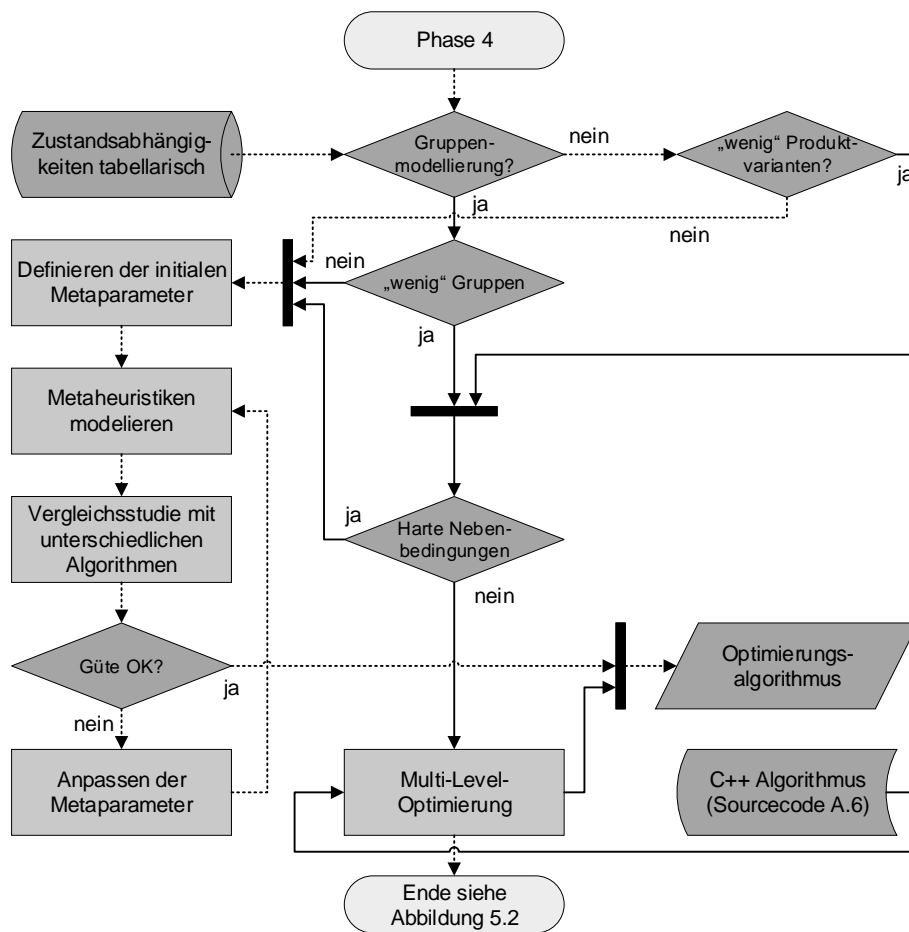 Phase 4
Zustandsabhängig-
keiten tabellarisch
Gruppen-
modellierung?
nein
„wenig“ Produkt-
varianten?
ja
ja
nein
Definieren der initialen
Metaparameter
nein
„wenig“ Gruppen
ja
Metaheuristiken
modelieren
Vergleichsstudie mit
unterschiedlichen
Algorithmen
ja
Harte Neben-
bedingungen
nein
Güte OK?
ja
nein
Optimierungs-
algorithmus
Anpassen der
Metaparameter
Multi-Level-
Optimierung
C++ Algorithmus
(Sourcecode A.6)
Ende siehe
Abbildung 5.2